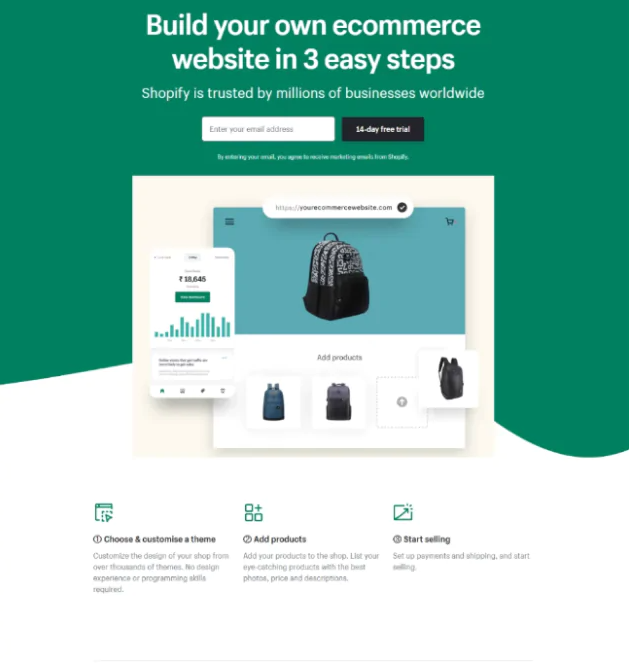 Build your own ecommerce
website in 3 easy steps
Shopify is trusted by millions of businesses worldwide
Enter your email address
14-day free trial
By entering your email, you agree to receive marketing emails from Shopify.
https://yourecommercewebsite.com
₹ 18,645
Add products
① Choose & customise a theme
Customize the design of your shop from
over thousands of themes. No design
experience or programming skills
required.
② Add products
Add your products to the shop. List your
eye-catching products with the best
photos, price and descriptions.
③ Start selling
Set up payments and shipping, and start
selling.